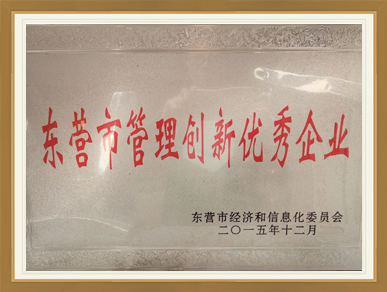 东营市管理创新优秀企业
东营市经济和信息化委员会
二〇一五年十二月